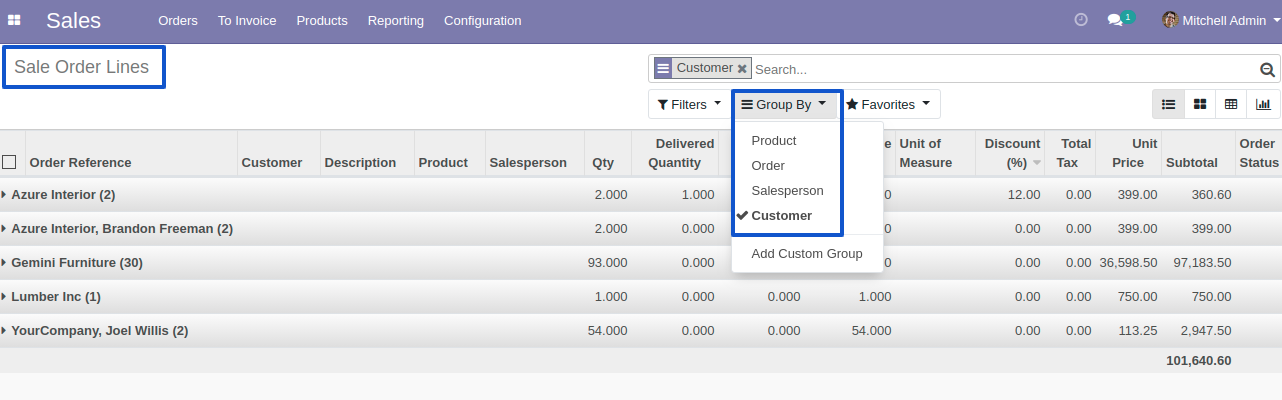 Sales Orders To Invoice Products Reporting Configuration 1 Mitchell Admin
Sale Order Lines
Customer Search...
Filters Group By Favorites
Product
Order
Salesperson
Customer
Add Custom Group
Order Reference Customer Description Product Salesperson Qty Delivered Quantity e Unit of Measure Discount (%) Total Tax Unit Price Subtotal Order Status
Azure Interior (2) 2.000 1.000 0 12.00 0.00 399.00 360.60
Azure Interior, Brandon Freeman (2) 2.000 0.000 0 0.00 0.00 399.00 399.00
Gemini Furniture (30) 93.000 0.000 0 0.00 0.00 36,598.50 97,183.50
Lumber Inc (1) 1.000 0.000 0.000 1.000 0.00 0.00 750.00 750.00
YourCompany, Joel Willis (2) 54.000 0.000 0.000 54.000 0.00 0.00 113.25 2,947.50
101,640.60